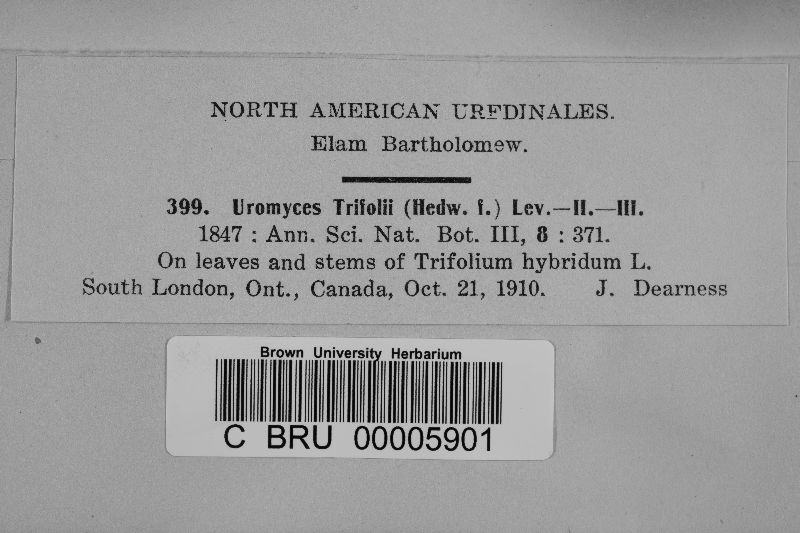 NORTH AMERICAN UREDINALES.
Elam Bartholomew.
399. Uromyces Trifolii (Hedw. f.) Lev.—II.—III.
1847 : Ann. Sci. Nat. Bot. III, 8 : 371.
On leaves and stems of Trifolium hybridum L.
South London, Ont., Canada, Oct. 21, 1910. J. Dearness
Brown University Herbarium
C BRU 00005901